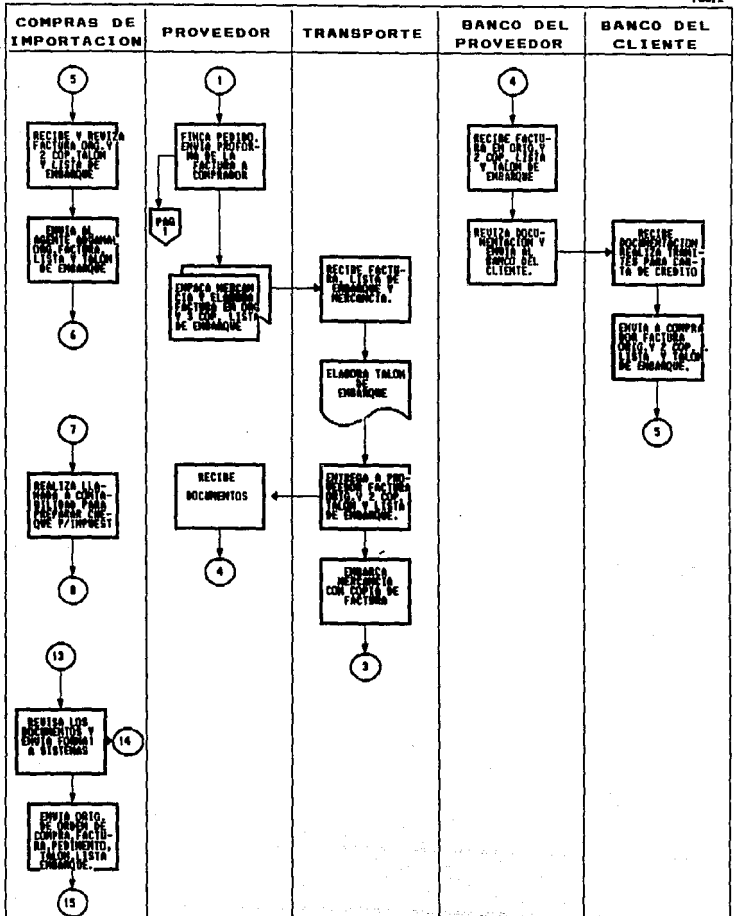 COMPRAS DE
IMPORTACION
PROVEEDOR
TRANSPORTE
BANCO DEL
PROVEEDOR
BANCO DEL
CLIENTE
5
RECIBE Y REVIZA
FACTURA ORG.Y
2 COP.TALON
Y LISTA DE
EMBARQUE
ENVIA AL
AGENTE ADUANAL
ORG.FACTURA,
LISTA Y TALON
DE EMBARQUE.
6
7
REALIZA LLA-
MADA A CONTA-
BILIDAD PARA
PREPARAR CHE-
QUE P/IMPUEST
8
13
REVISA LOS
DOCUMENTOS Y
ENVIA FORMAT
A SISTEMAS
14
ENVIA ORIG.
DE ORDEN DE
COMPRA,FACTU-
RA,PEDIMENTO,
TALON,LISTA
EMBARQUE.
15
1
FINCA PEDIDO,
ENVIA PROFOR-
MA DE LA
FACTURA A
COMPRADOR
PAG
1
EMPACA MERCAN
CIA Y ELABORA
FACTURA EN ORG
Y 3 COP. LISTA
DE EMBARQUE
RECIBE
DOCUMENTOS
4
RECIBE FACTU-
RA, LISTA DE
EMBARQUE Y
MERCANCIA.
ELABORA TALON
DE
EMBARQUE
ENTREGA A PRO-
VEEDOR FACTURA
ORIG.Y 2 COP.
TALON Y LISTA
DE EMBARQUE.
EMBARCA
MERCANCIA
CON COPIA DE
FACTURA
3
4
RECIBE FACTU-
RA EN ORIG.Y
2 COP. LISTA
Y TALON DE
EMBARQUE
REVIZA DOCU-
MENTACION Y
ENVIA AL
BANCO DEL
CLIENTE.
RECIBE
DOCUMENTACION
REALIZA TRAMI-
TES PARA CAR-
TA DE CREDITO
ENVIA A COMPRA
DOR FACTURA
ORIG.Y 2 COP.
LISTA Y TALON
DE EMBARQUE.
5